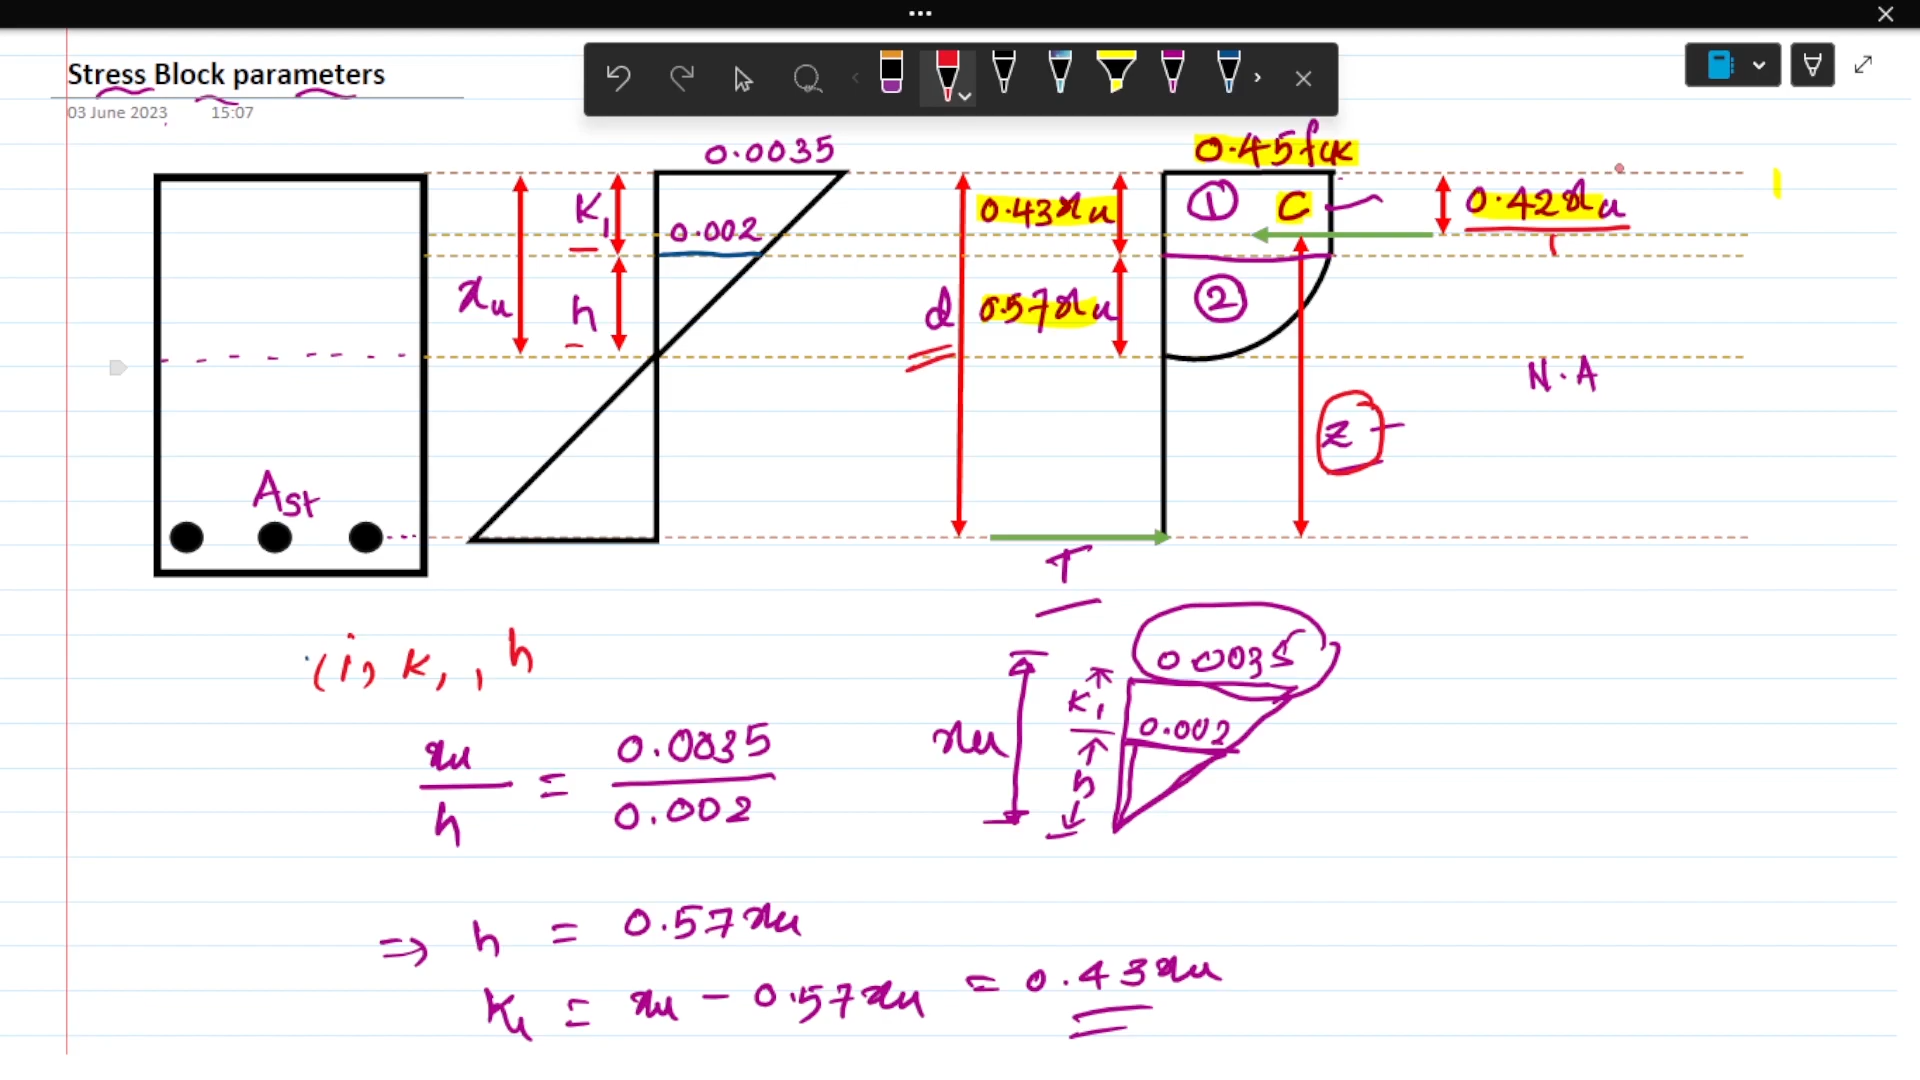 Stress Block parameters
03 June 2023 15:07
0.0035
0.45fck
K1
0.002
0.43xu
① C
0.42xu
xu
h
d
0.57xu
②
N.A
z
Ast
T
(i) K1, h
0.0035
xu K1 0.002
h
xu/h = 0.0035/0.002
⇒ h = 0.57xu
K1 = xu - 0.57xu = 0.43xu